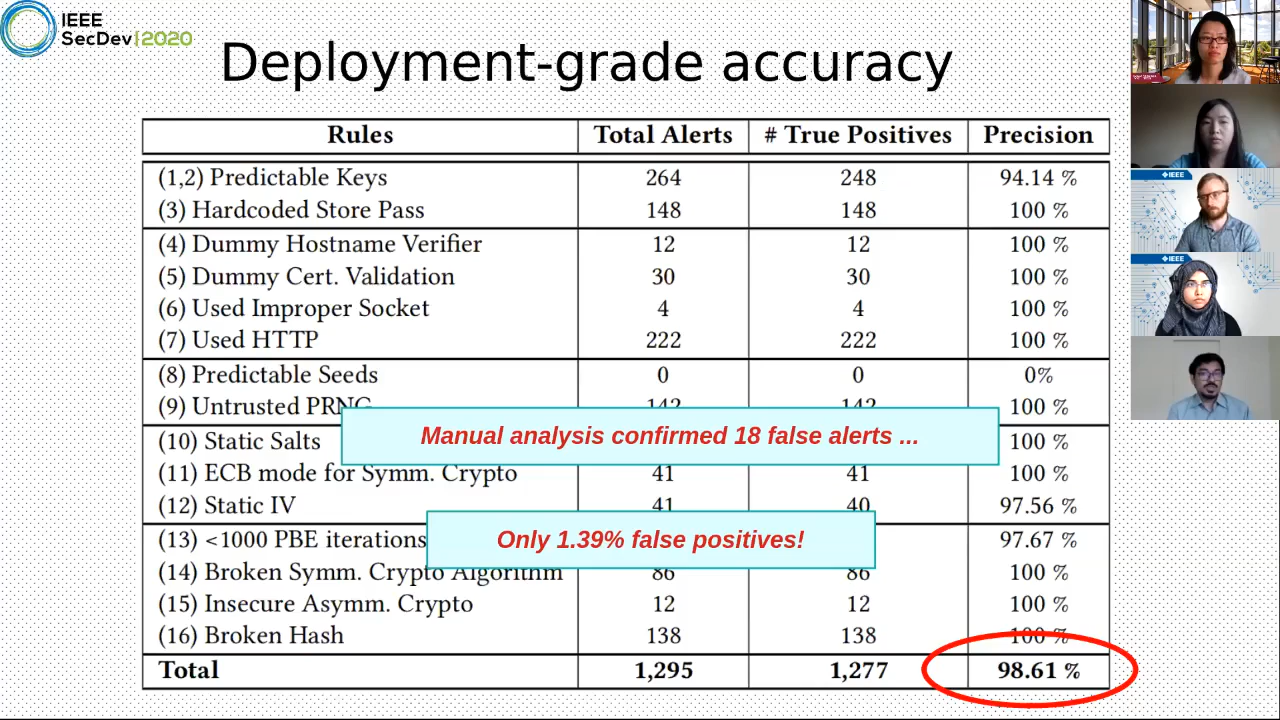 IEEE
SecDev|2020
Deployment-grade accuracy
Rules Total Alerts # True Positives Precision
(1,2) Predictable Keys 264 248 94.14 %
(3) Hardcoded Store Pass 148 148 100 %
(4) Dummy Hostname Verifier 12 12 100 %
(5) Dummy Cert. Validation 30 30 100 %
(6) Used Improper Socket 4 4 100 %
(7) Used HTTP 222 222 100 %
(8) Predictable Seeds 0 0 0%
(9) Untrusted PRNG 142 142 100 %
Manual analysis confirmed 18 false alerts ...
(10) Static Salts 100 %
(11) ECB mode for Symm. Crypto 41 41 100 %
(12) Static IV 41 40 97.56 %
Only 1.39% false positives!
(13) <1000 PBE iterations 97.67 %
(14) Broken Symm. Crypto Algorithm 86 86 100 %
(15) Insecure Asymm. Crypto 12 12 100 %
(16) Broken Hash 138 138 100 %
Total 1,295 1,277 98.61 %
IEEE
IEEE